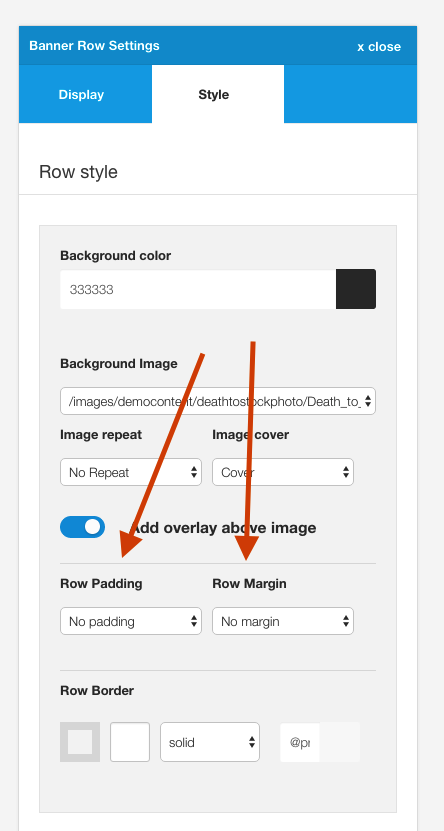 Banner Row Settings
x close
Display
Style
Row style
Background color
333333
Background Image
/images/democontent/deathtostockphoto/Death_to_
Image repeat
Image cover
No Repeat
Cover
Add overlay above image
Row Padding
Row Margin
No padding
No margin
Row Border
solid
@pr